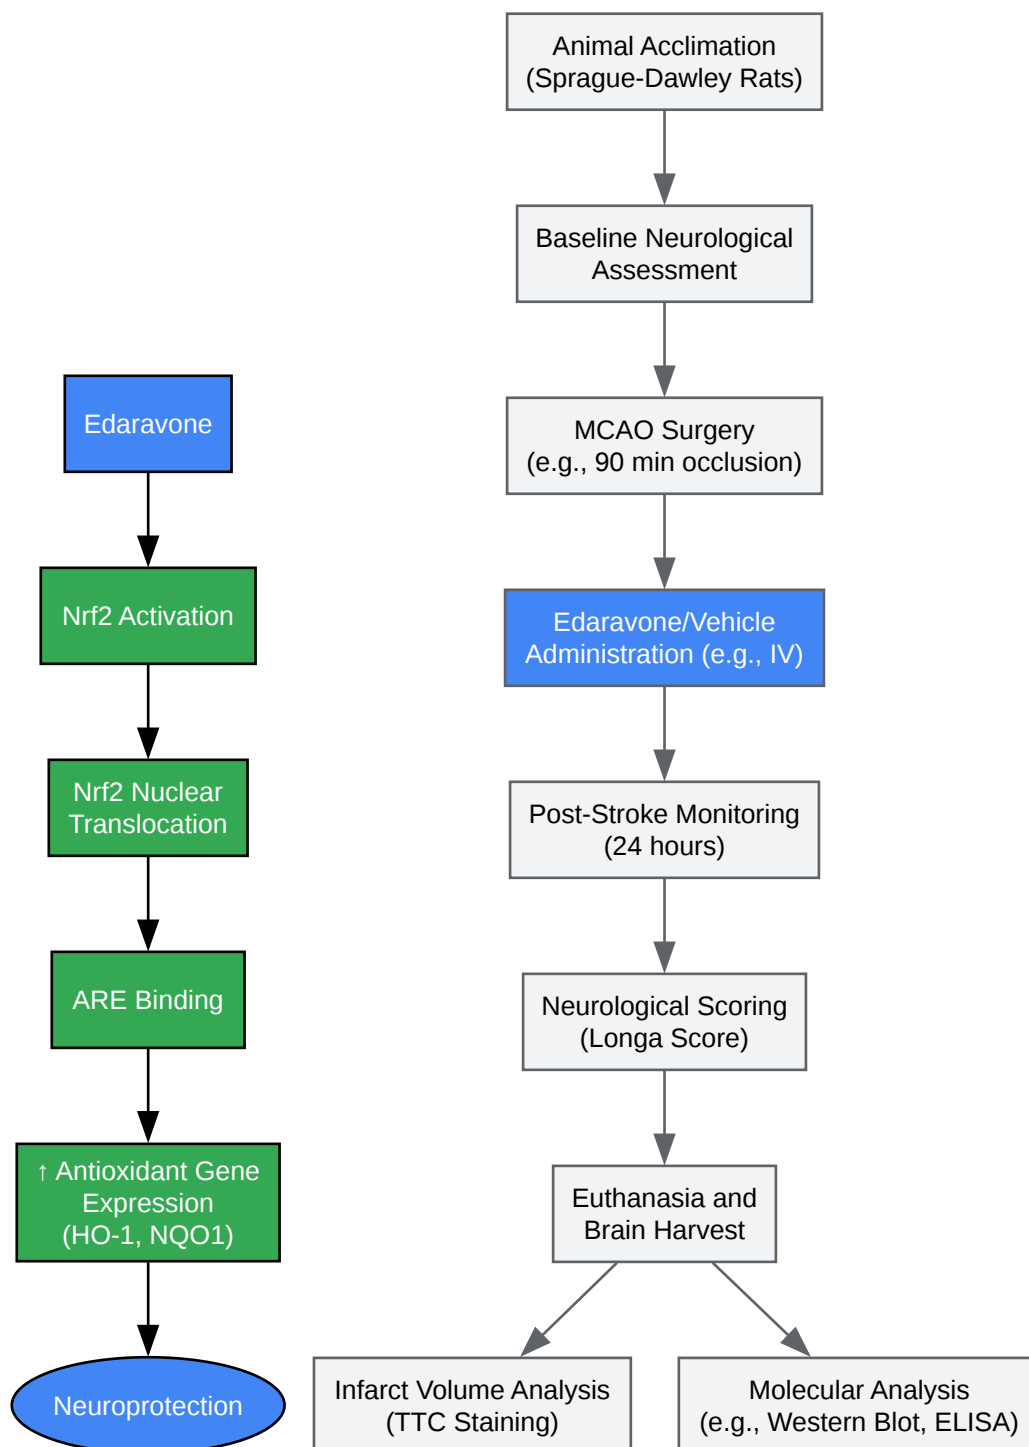 Edaravone
Nrf2 Activation
Nrf2 Nuclear
Translocation
ARE Binding
↑ Antioxidant Gene
Expression
(HO-1, NQO1)
Neuroprotection
Animal Acclimation
(Sprague-Dawley Rats)
Baseline Neurological
Assessment
MCAO Surgery
(e.g., 90 min occlusion)
Edaravone/Vehicle
Administration (e.g., IV)
Post-Stroke Monitoring
(24 hours)
Neurological Scoring
(Longa Score)
Euthanasia and
Brain Harvest
Infarct Volume Analysis
(TTC Staining)
Molecular Analysis
(e.g., Western Blot, ELISA)